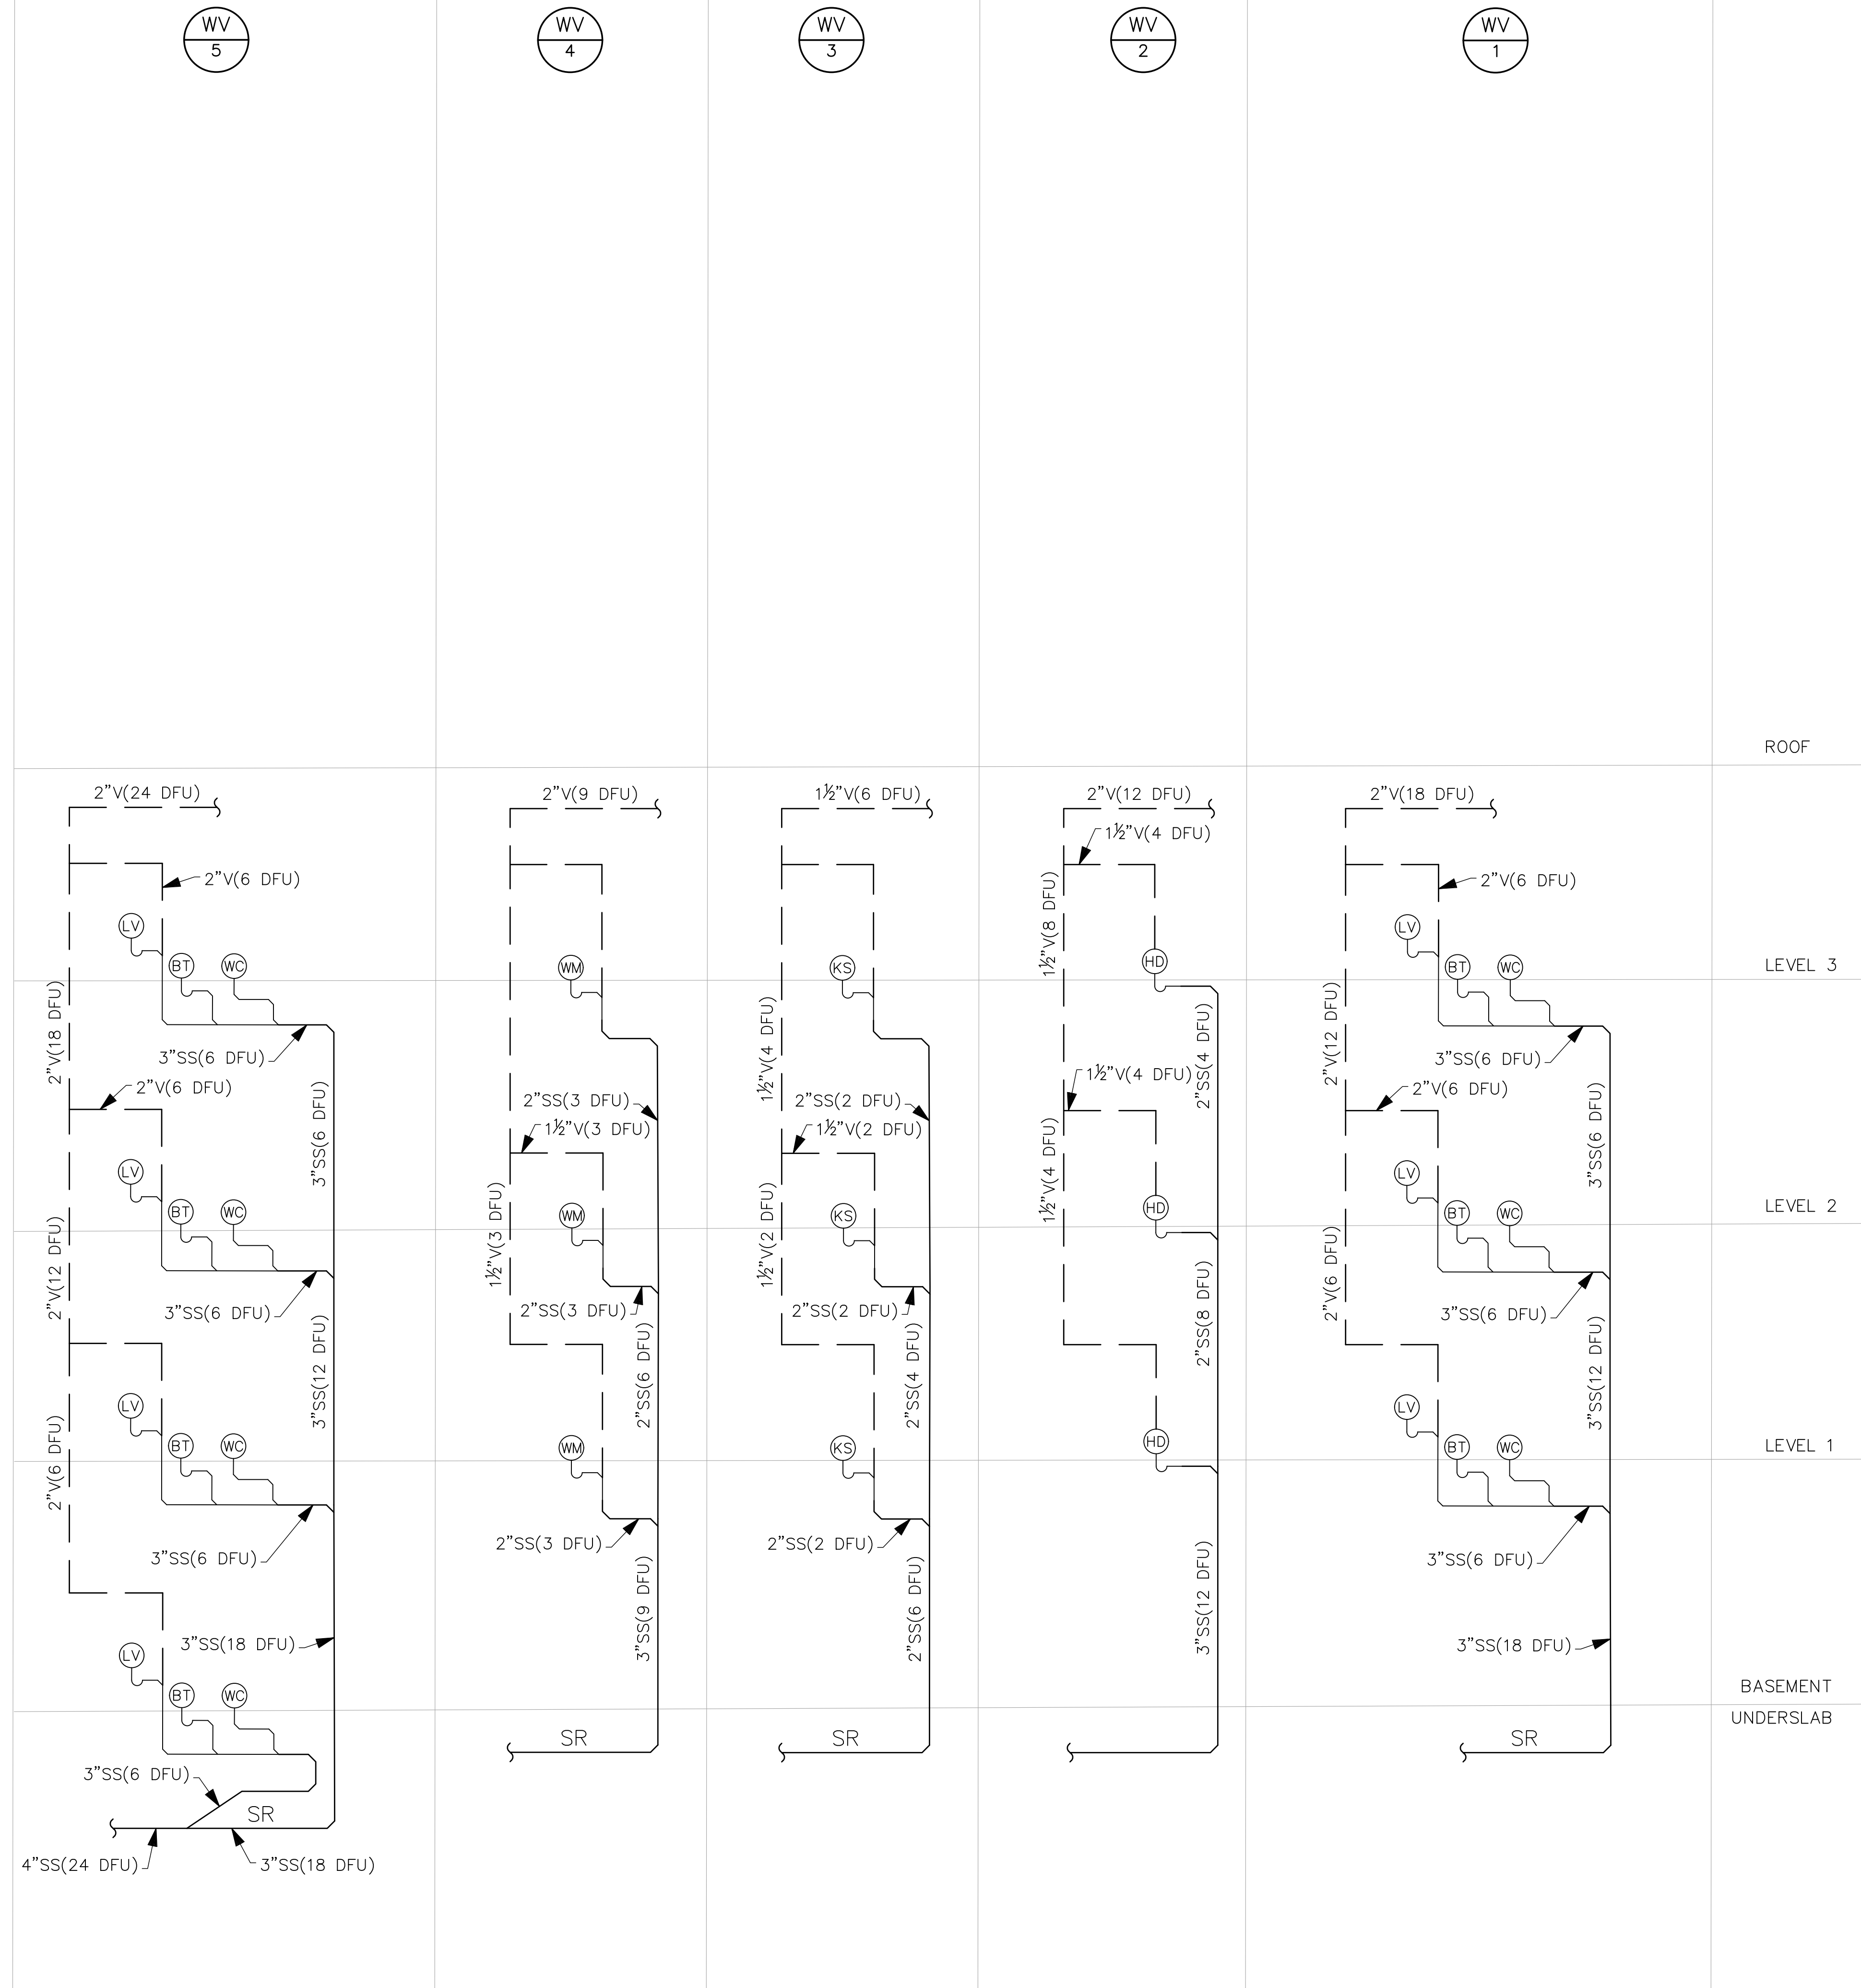 WV
5
WV
4
WV
3
WV
2
WV
1
ROOF
LEVEL 3
LEVEL 2
LEVEL 1
BASEMENT
UNDERSLAB
2"V(24 DFU)
2"V(6 DFU)
LV
BT
WC
2"V(18 DFU)
3"SS(6 DFU)
2"V(6 DFU)
3"SS(6 DFU)
LV
BT
WC
2"V(12 DFU)
3"SS(6 DFU)
3"SS(12 DFU)
LV
BT
WC
2"V(6 DFU)
3"SS(6 DFU)
3"SS(18 DFU)
LV
BT
WC
3"SS(6 DFU)
SR
4"SS(24 DFU)
3"SS(18 DFU)
2"V(9 DFU)
WM
2"SS(3 DFU)
1½"V(3 DFU)
1½"V(3 DFU)
WM
2"SS(3 DFU)
2"SS(6 DFU)
WM
2"SS(3 DFU)
3"SS(9 DFU)
SR
1½"V(6 DFU)
KS
1½"V(4 DFU)
2"SS(2 DFU)
1½"V(2 DFU)
1½"V(2 DFU)
KS
2"SS(2 DFU)
2"SS(4 DFU)
KS
2"SS(2 DFU)
2"SS(6 DFU)
SR
2"V(12 DFU)
1½"V(4 DFU)
1½"V(8 DFU)
HD
2"SS(4 DFU)
1½"V(4 DFU)
1½"V(4 DFU)
HD
2"SS(8 DFU)
HD
3"SS(12 DFU)
2"V(18 DFU)
2"V(6 DFU)
LV
BT
WC
2"V(12 DFU)
3"SS(6 DFU)
2"V(6 DFU)
3"SS(6 DFU)
LV
BT
WC
2"V(6 DFU)
3"SS(6 DFU)
3"SS(12 DFU)
LV
BT
WC
3"SS(6 DFU)
3"SS(18 DFU)
SR